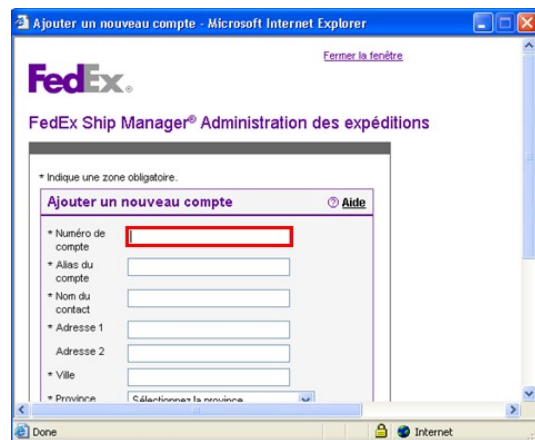 Ajouter un nouveau compte - Microsoft Internet Explorer
Fermer la fenêtre
FedEx®
FedEx Ship Manager® Administration des expéditions
* Indique une zone obligatoire.
Ajouter un nouveau compte
? Aide
* Numéro de
compte
* Alias du
compte
* Nom du
contact
* Adresse 1
Adresse 2
* Ville
* Province
Sélectionnez la province
Done
Internet